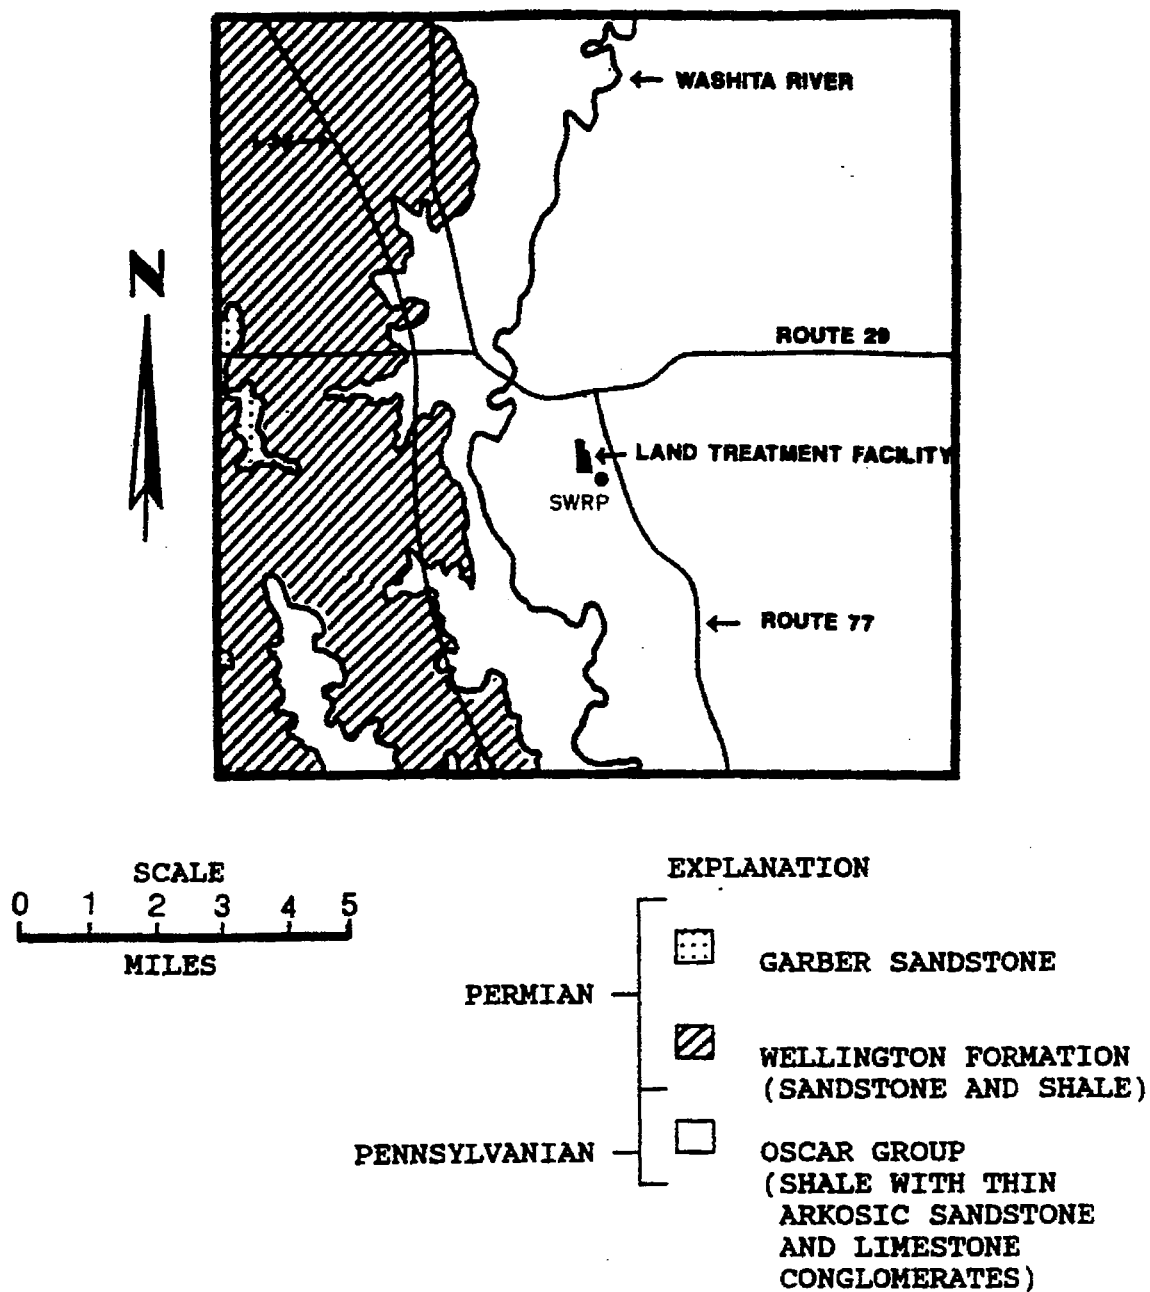 WASHITA RIVER
N
ROUTE 29
LAND TREATMENT FACILITY
SWRP
ROUTE 77
SCALE
0 1 2 3 4 5
MILES
EXPLANATION
PERMIAN
GARBER SANDSTONE
WELLINGTON FORMATION
(SANDSTONE AND SHALE)
PENNSYLVANIAN
OSCAR GROUP
(SHALE WITH THIN
ARKOSIC SANDSTONE
AND LIMESTONE
CONGLOMERATES)